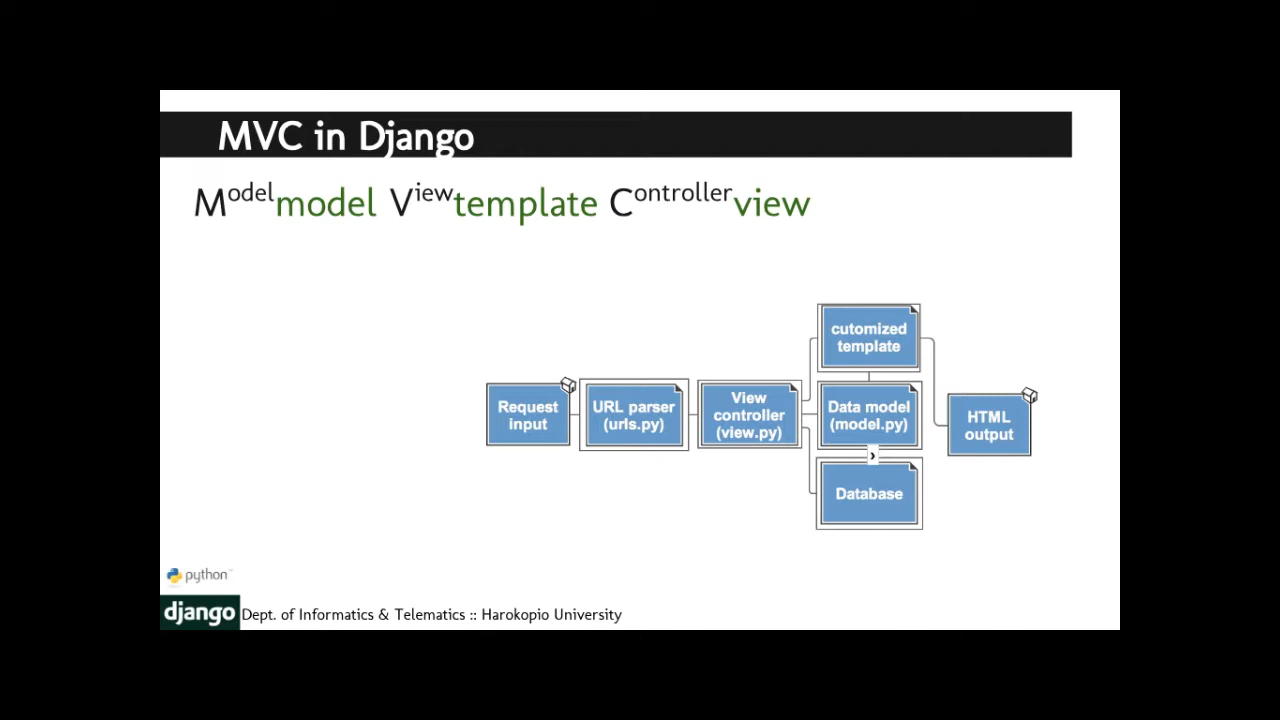 MVC in Django
Modelmodel Viewtemplate Controllerview
cutomized
template
Request
input
URL parser
(urls.py)
View
controller
(view.py)
Data model
(model.py)
HTML
output
Database
python
django
Dept. of Informatics & Telematics :: Harokopio University